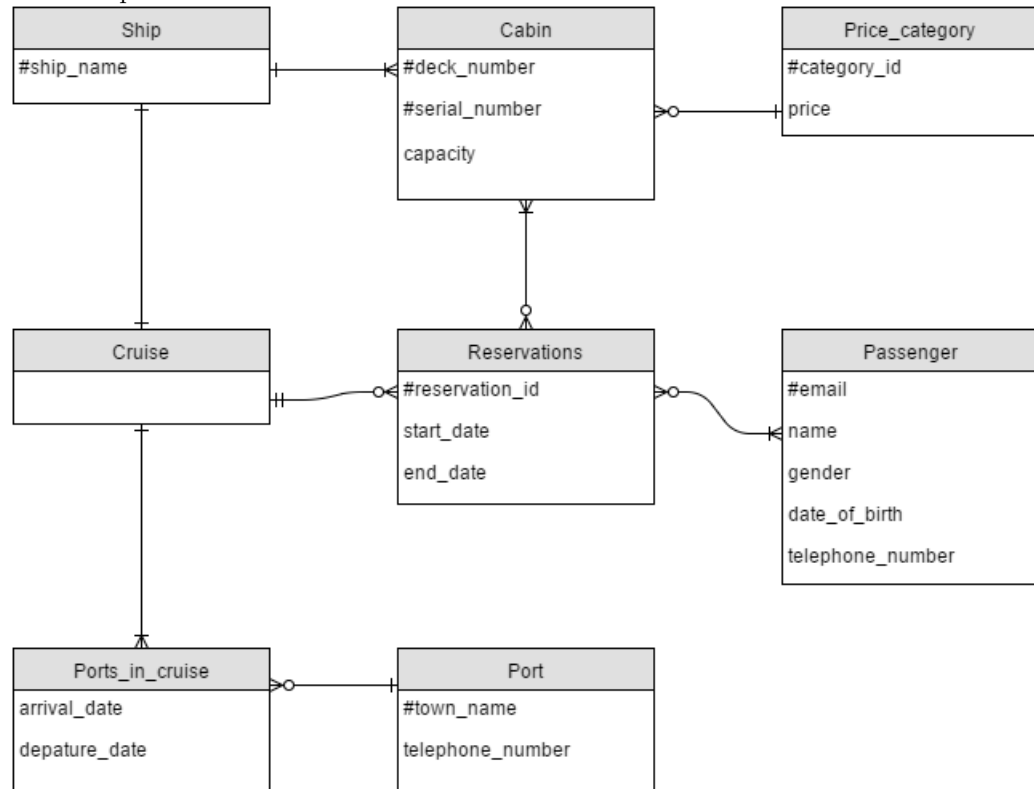 Ship
#ship_name
Cabin
#deck_number
#serial_number
capacity
Price_category
#category_id
price
Cruise
Reservations
#reservation_id
start_date
end_date
Passenger
#email
name
gender
date_of_birth
telephone_number
Ports_in_cruise
arrival_date
depature_date
Port
#town_name
telephone_number